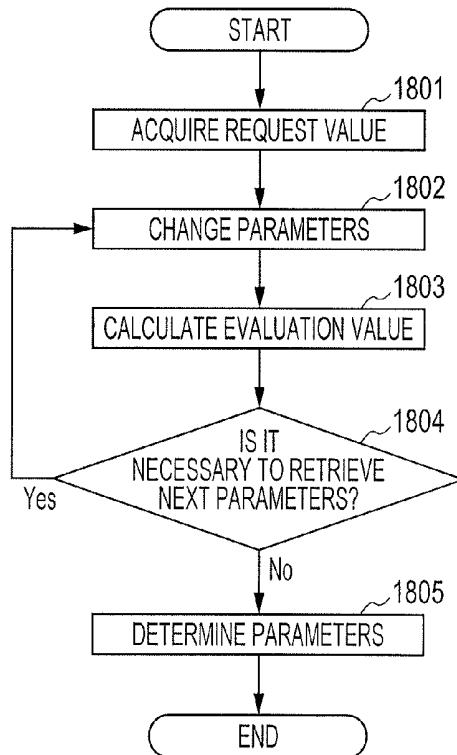 START
1801
ACQUIRE REQUEST VALUE
1802
CHANGE PARAMETERS
1803
CALCULATE EVALUATION VALUE
1804
IS IT
NECESSARY TO RETRIEVE
NEXT PARAMETERS?
Yes
No
1805
DETERMINE PARAMETERS
END